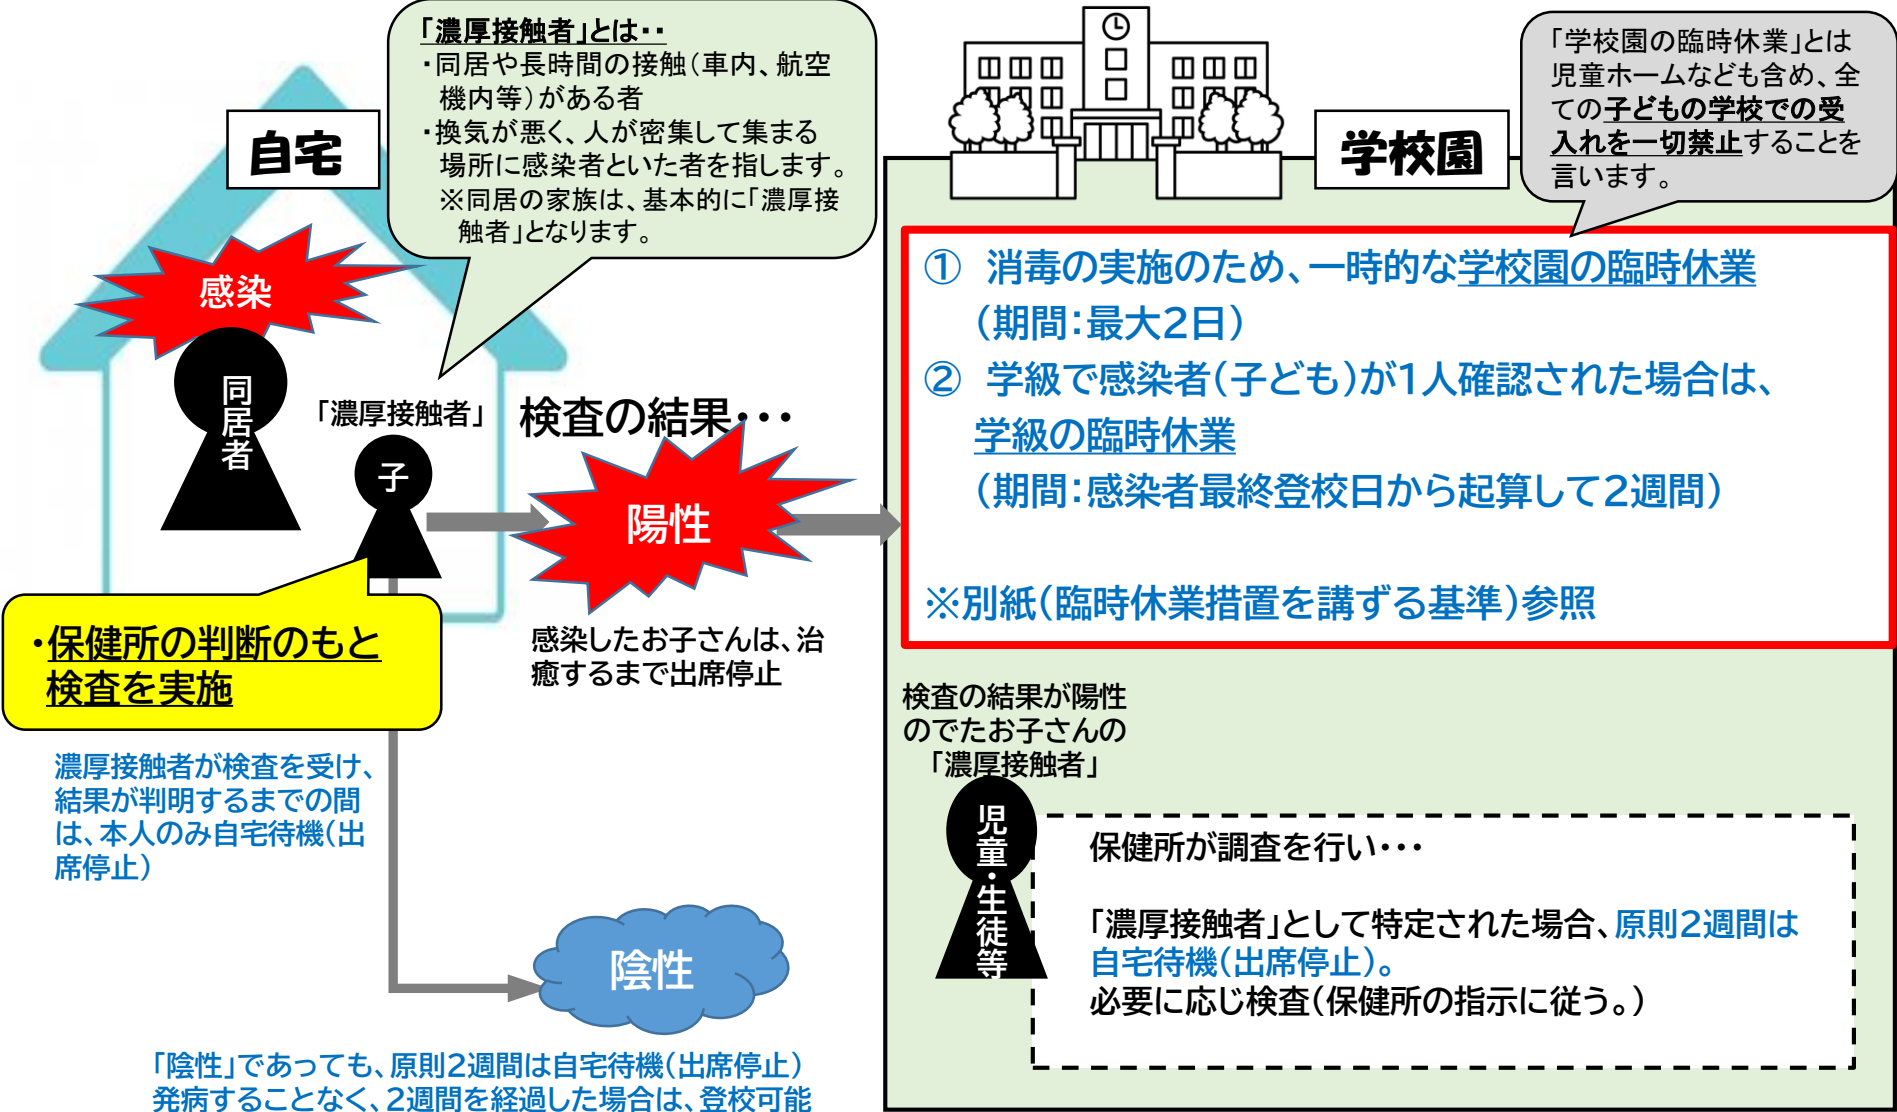 「濃厚接触者」とは・・
・同居や長時間の接触（車内、航空
機内等）がある者
・換気が悪く、人が密集して集まる
場所に感染者といた者を指します。
※同居の家族は、基本的に「濃厚接
触者」となります。
自宅
感染
同居者
「濃厚接触者」
子
検査の結果・・・
陽性
感染したお子さんは、治
癒するまで出席停止
・保健所の判断のもと
検査を実施
濃厚接触者が検査を受け、
結果が判明するまでの間
は、本人のみ自宅待機（出
席停止）
陰性
「陰性」であっても、原則2週間は自宅待機（出席停止）
発病することなく、2週間を経過した場合は、登校可能
学校園
「学校園の臨時休業」とは
児童ホームなども含め、全
ての子どもの学校での受
入れを一切禁止することを
言います。
① 消毒の実施のため、一時的な学校園の臨時休業
（期間：最大2日）
② 学級で感染者（子ども）が1人確認された場合は、
学級の臨時休業
（期間：感染者最終登校日から起算して2週間）
※別紙（臨時休業措置を講ずる基準）参照
検査の結果が陽性
のでたお子さんの
「濃厚接触者」
児童・生徒等
保健所が調査を行い・・・
「濃厚接触者」として特定された場合、原則2週間は
自宅待機（出席停止）。
必要に応じ検査（保健所の指示に従う。）